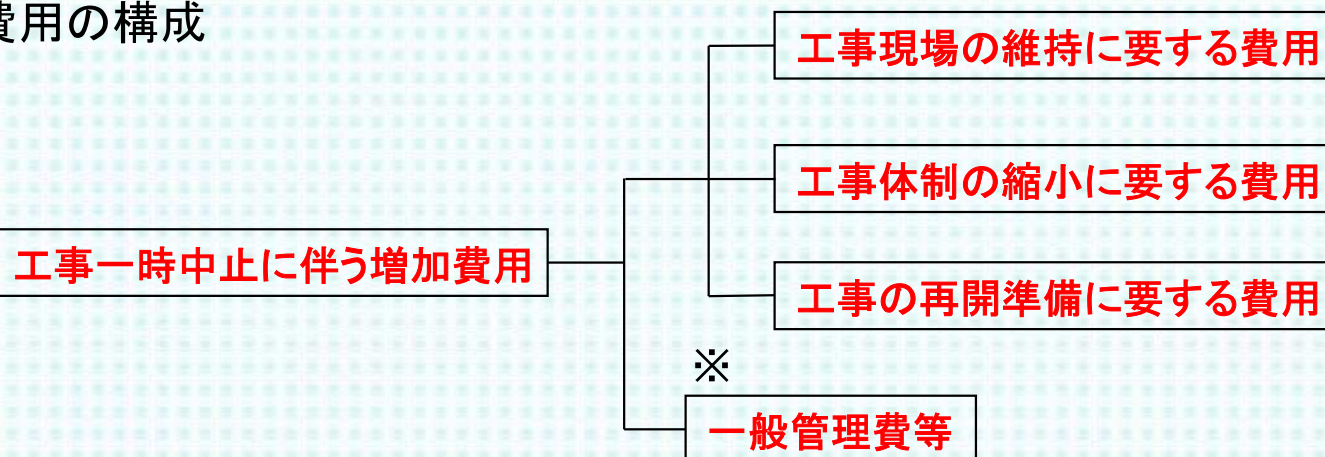 費用の構成
工事現場の維持に要する費用
工事体制の縮小に要する費用
工事一時中止に伴う増加費用
工事の再開準備に要する費用
※
一般管理費等